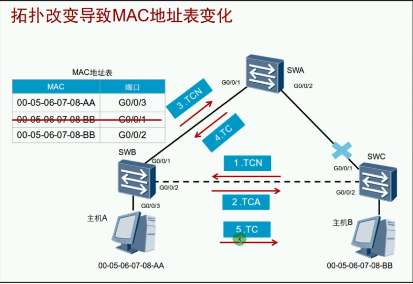 拓扑改变导致MAC地址表变化
MAC地址表
MAC 端口
00-05-06-07-08-AA G0/0/3
00-05-06-07-08-BB G0/0/1
00-05-06-07-08-BB G0/0/2
SWA
G0/0/1
G0/0/2
3.TCN
4.TC
SWB
G0/0/1
G0/0/2
G0/0/3
1.TCN
2.TCA
5.TC
SWC
G0/0/1
G0/0/2
主机A
主机B
00-05-06-07-08-AA
00-05-06-07-08-BB